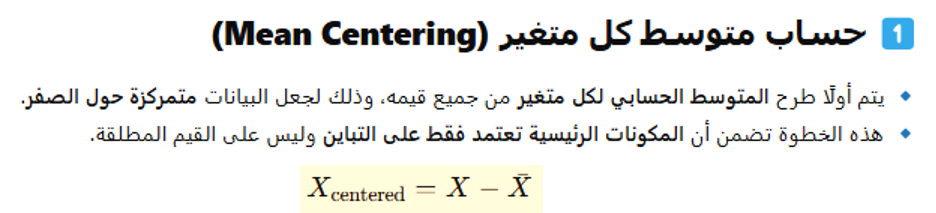 1 حساب متوسط كل متغير (Mean Centering)
يتم أولًا طرح المتوسط الحسابي لكل متغير من جميع قيمه، وذلك لجعل البيانات متمركزة حول الصفر.
هذه الخطوة تضمن أن المكونات الرئيسية تعتمد فقط على التباين وليس على القيم المطلقة.
X_centered = X − X̄